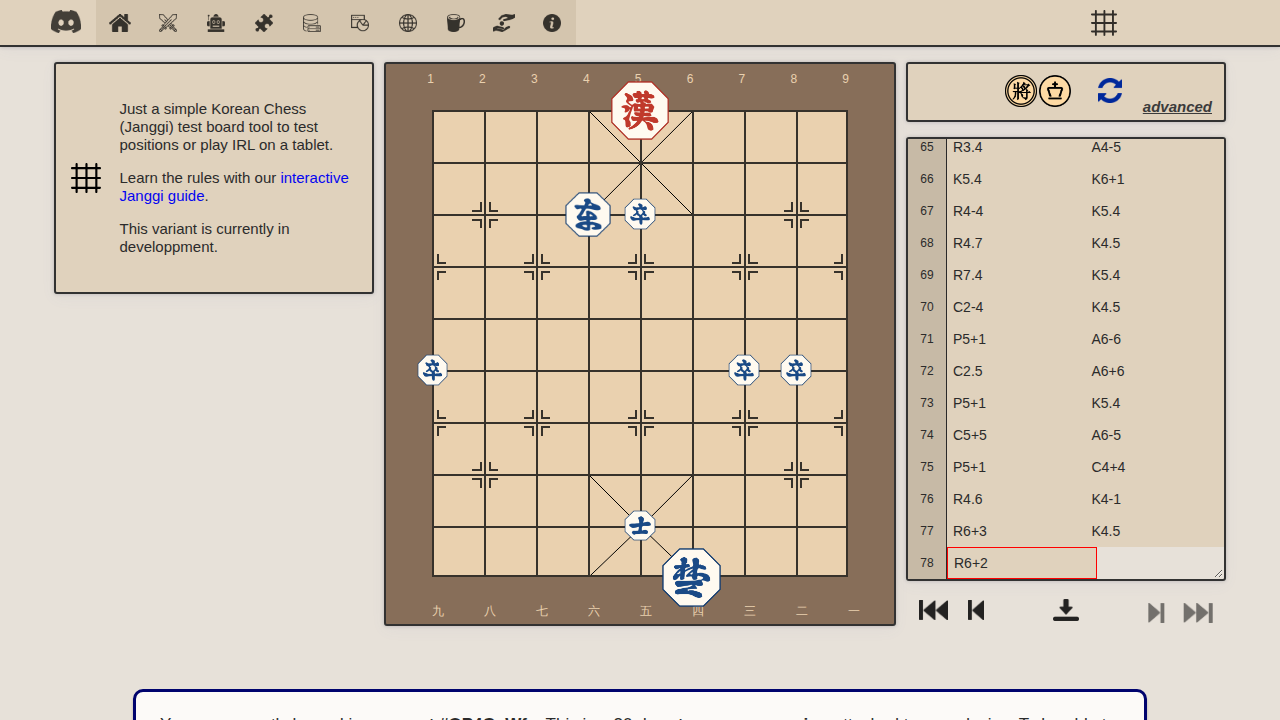 Just a simple Korean Chess
(Janggi) test board tool to test
positions or play IRL on a tablet.
Learn the rules with our interactive
Janggi guide.
This variant is currently in
developpment.
1 2 3 4 5 6 7 8 9
漢
卒
卒 卒 卒
士
楚
九 八 七 六 五 四 三 二 一
將
advanced
65 R3.4 A4-5
66 K5.4 K6+1
67 R4-4 K5.4
68 R4.7 K4.5
69 R7.4 K5.4
70 C2-4 K4.5
71 P5+1 A6-6
72 C2.5 A6+6
73 P5+1 K5.4
74 C5+5 A6-5
75 P5+1 C4+4
76 R4.6 K4-1
77 R6+3 K4.5
78 R6+2